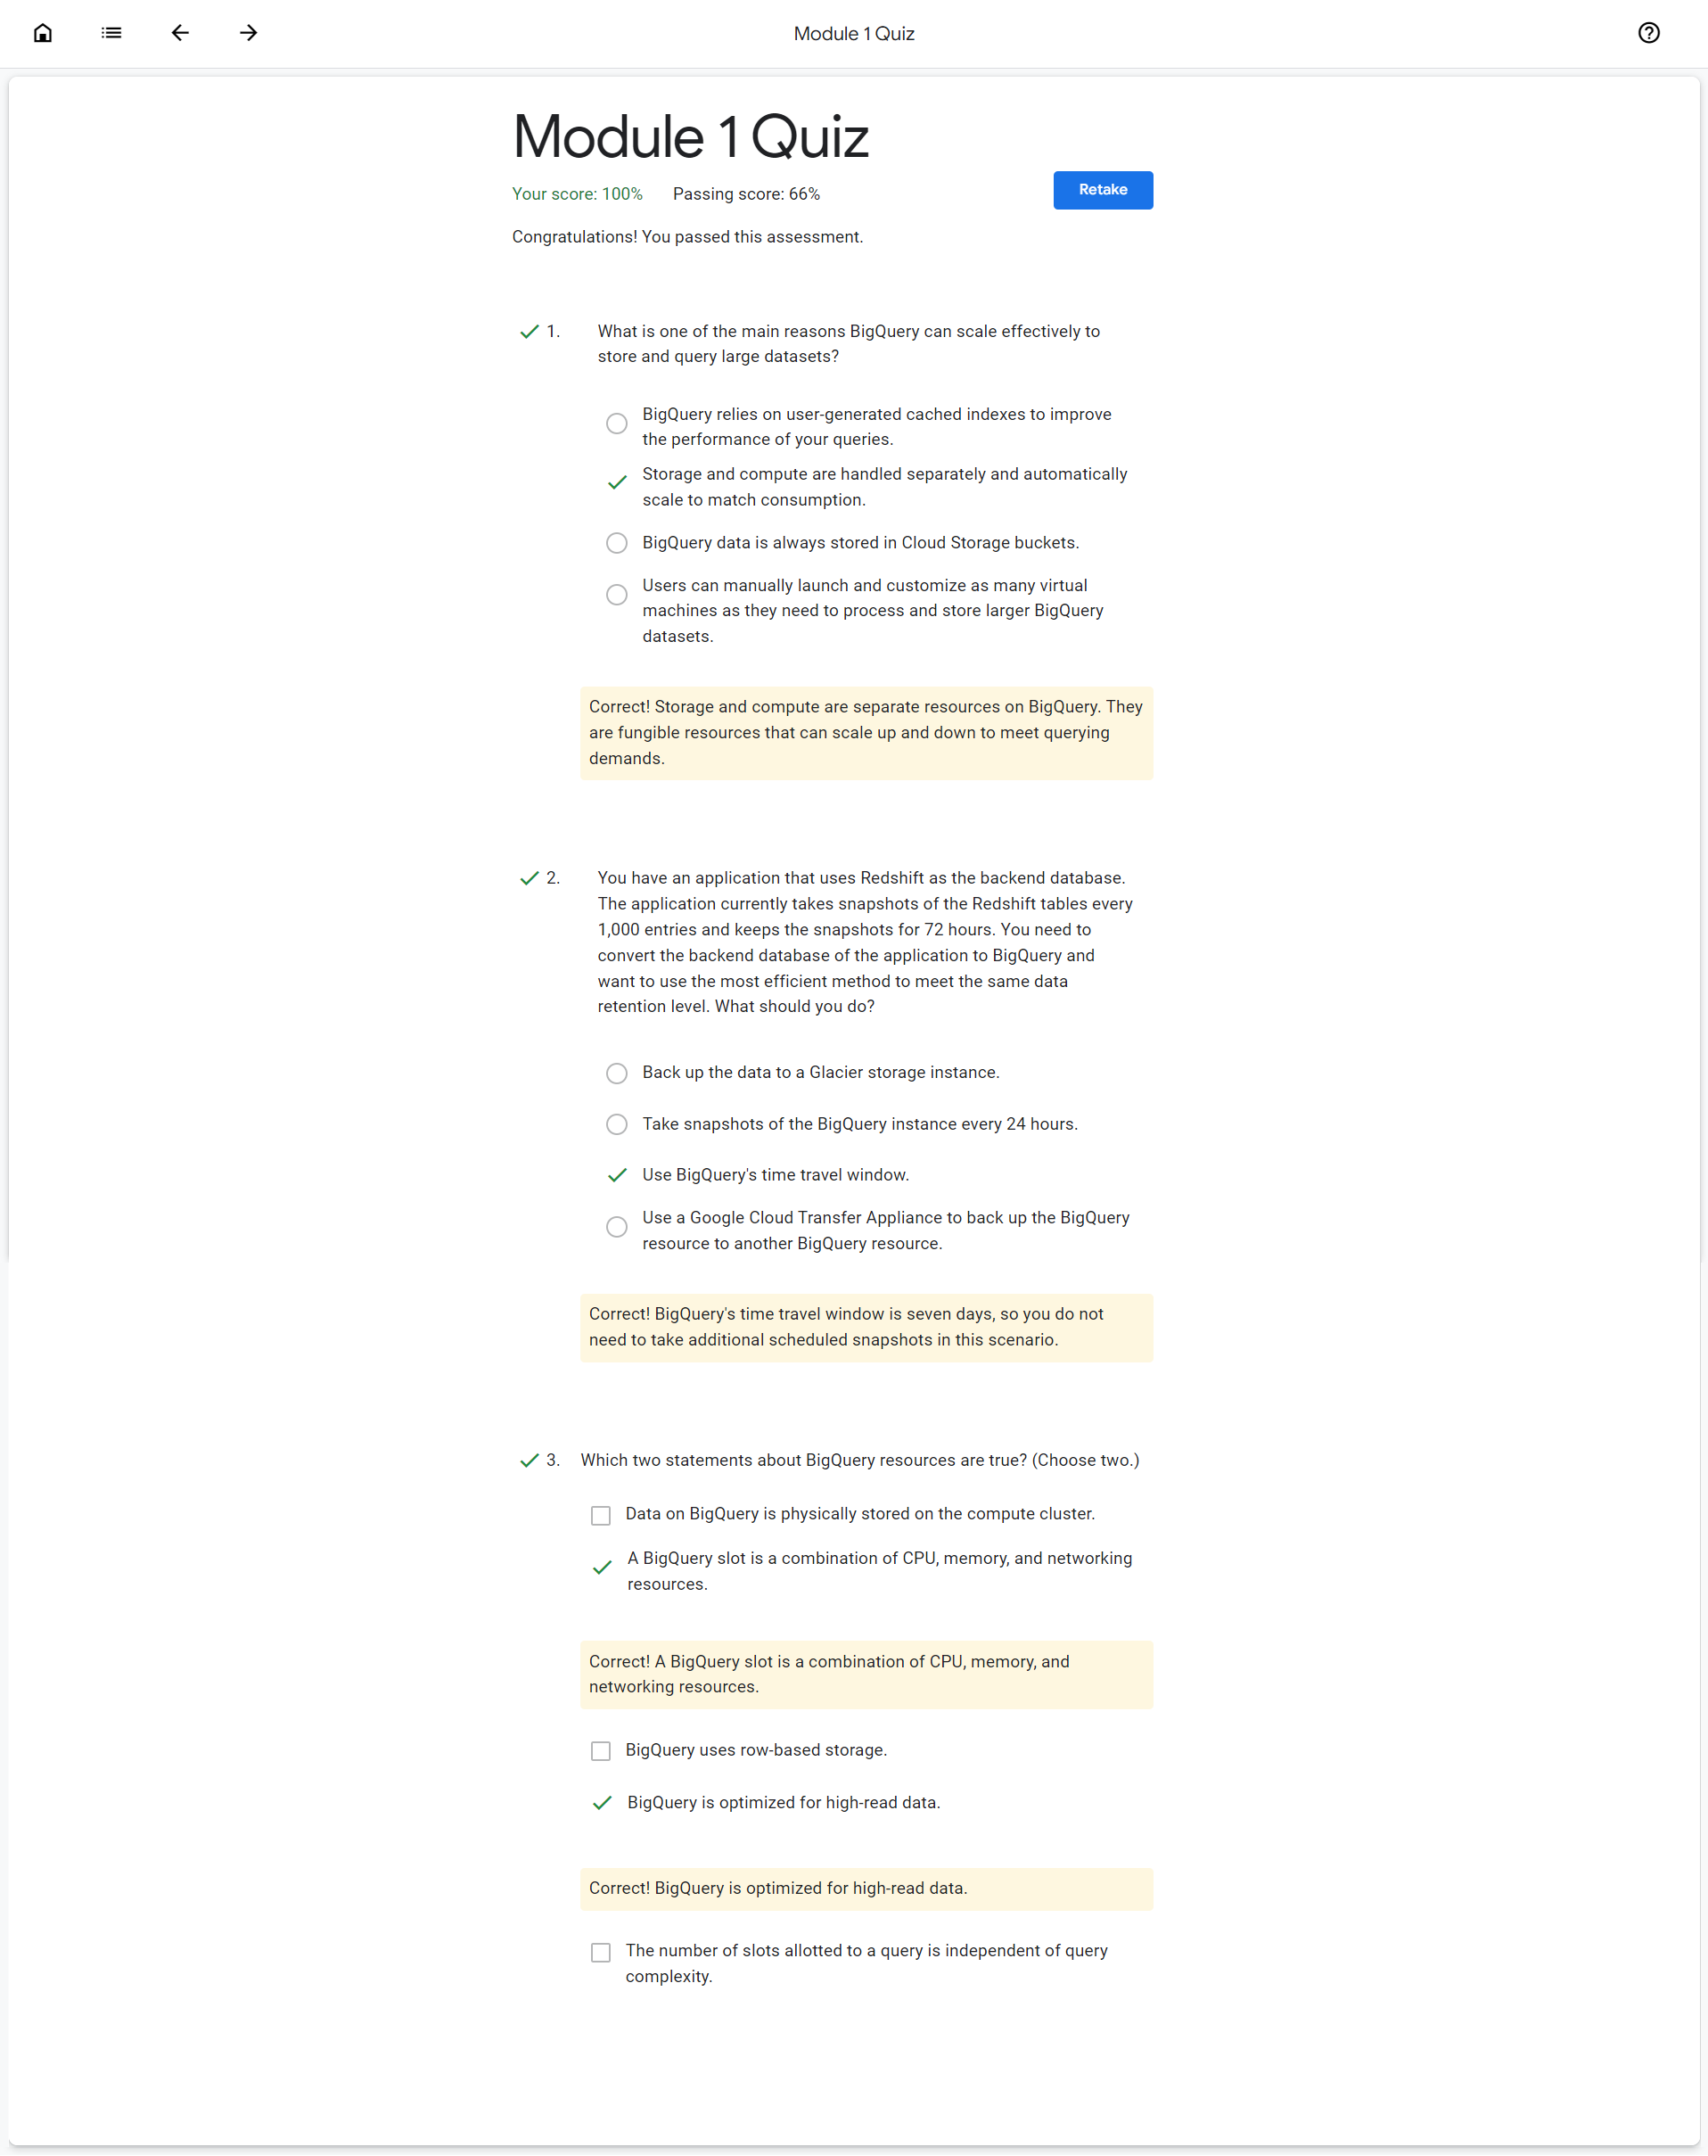 Module 1 Quiz
Module 1 Quiz
Your score: 100% Passing score: 66%
Retake
Congratulations! You passed this assessment.
1. What is one of the main reasons BigQuery can scale effectively to
store and query large datasets?
BigQuery relies on user-generated cached indexes to improve
the performance of your queries.
Storage and compute are handled separately and automatically
scale to match consumption.
BigQuery data is always stored in Cloud Storage buckets.
Users can manually launch and customize as many virtual
machines as they need to process and store larger BigQuery
datasets.
Correct! Storage and compute are separate resources on BigQuery. They
are fungible resources that can scale up and down to meet querying
demands.
2. You have an application that uses Redshift as the backend database.
The application currently takes snapshots of the Redshift tables every
1,000 entries and keeps the snapshots for 72 hours. You need to
convert the backend database of the application to BigQuery and
want to use the most efficient method to meet the same data
retention level. What should you do?
Back up the data to a Glacier storage instance.
Take snapshots of the BigQuery instance every 24 hours.
Use BigQuery's time travel window.
Use a Google Cloud Transfer Appliance to back up the BigQuery
resource to another BigQuery resource.
Correct! BigQuery's time travel window is seven days, so you do not
need to take additional scheduled snapshots in this scenario.
3. Which two statements about BigQuery resources are true? (Choose two.)
Data on BigQuery is physically stored on the compute cluster.
A BigQuery slot is a combination of CPU, memory, and networking
resources.
Correct! A BigQuery slot is a combination of CPU, memory, and
networking resources.
BigQuery uses row-based storage.
BigQuery is optimized for high-read data.
Correct! BigQuery is optimized for high-read data.
The number of slots allotted to a query is independent of query
complexity.